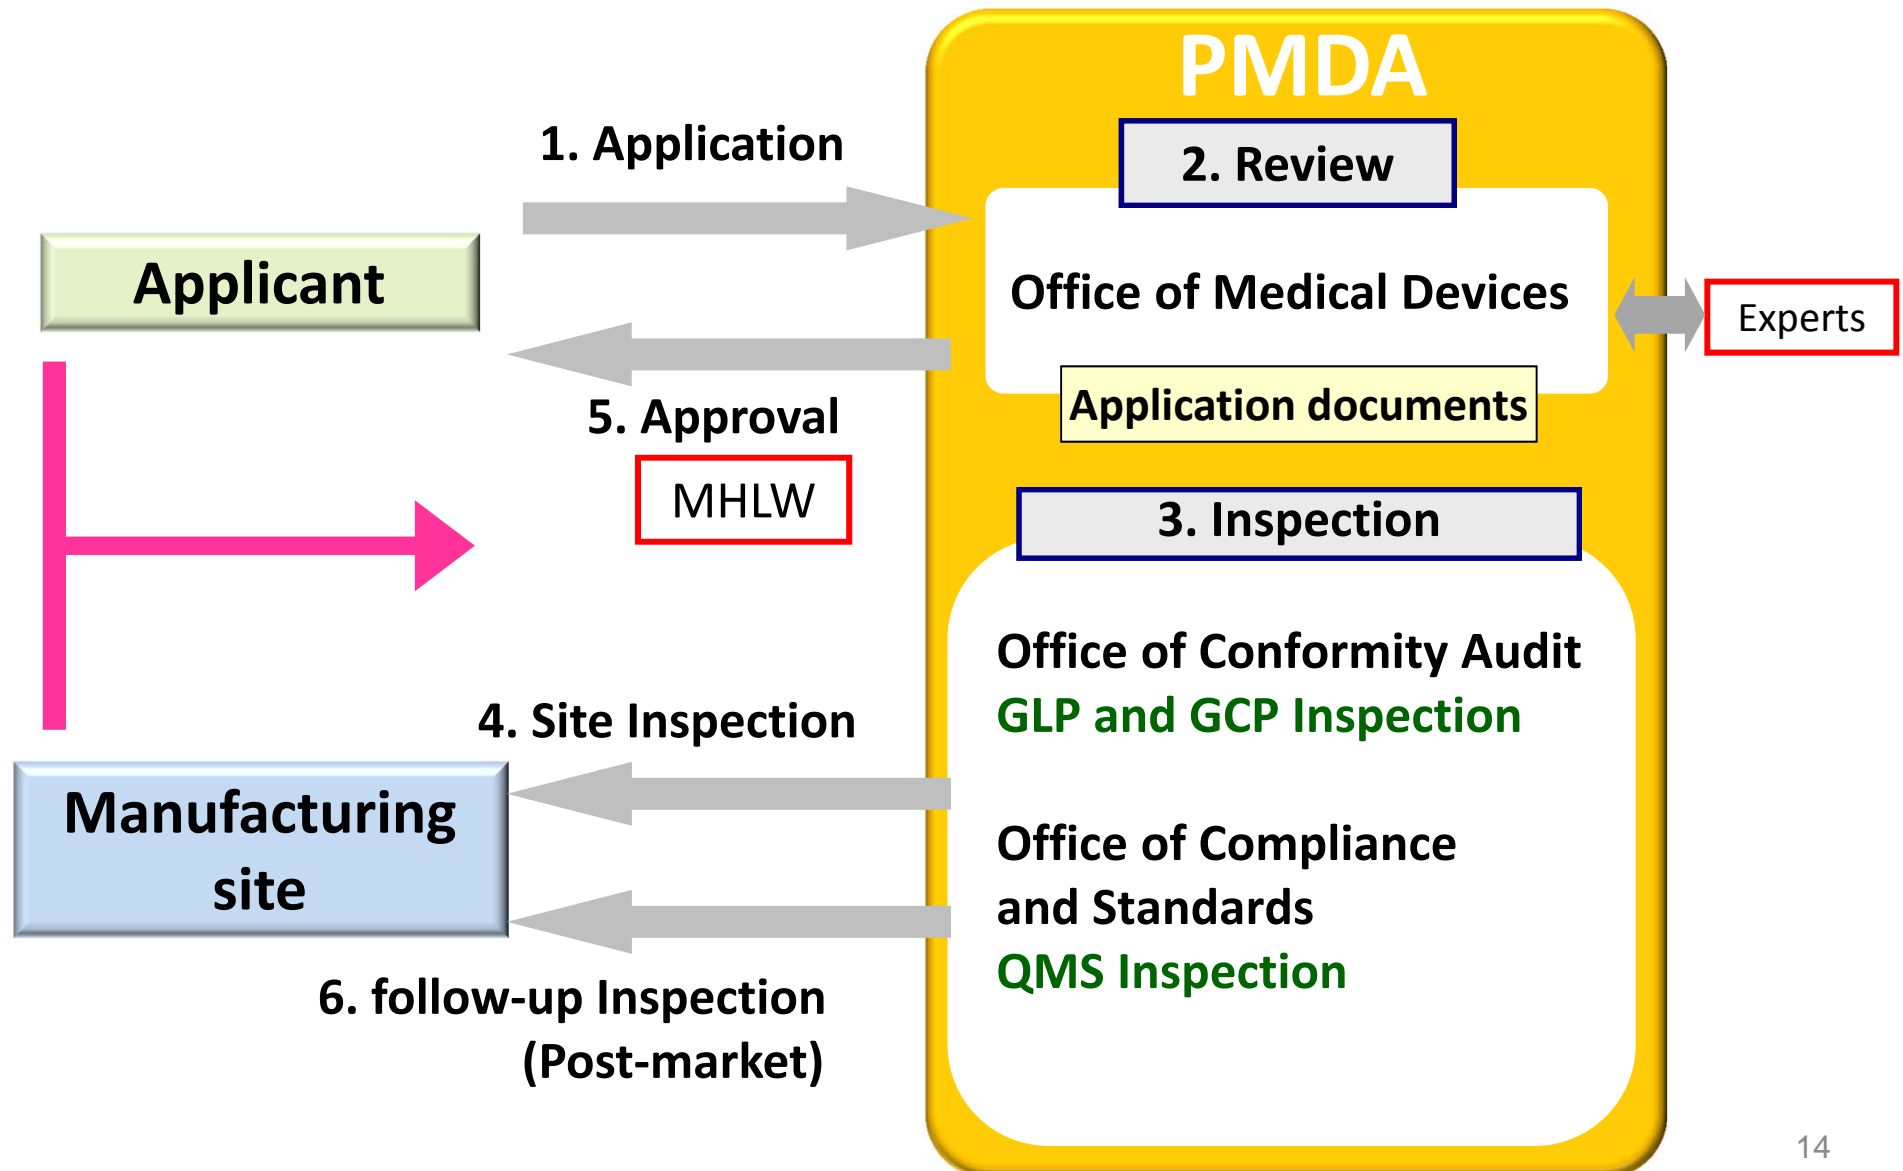 PMDA
1. Application
2. Review
Applicant
Office of Medical Devices
Experts
5. Approval
Application documents
MHLW
3. Inspection
Office of Conformity Audit
GLP and GCP Inspection
4. Site Inspection
Manufacturing
site
Office of Compliance
and Standards
QMS Inspection
6. follow-up Inspection
(Post-market)
14